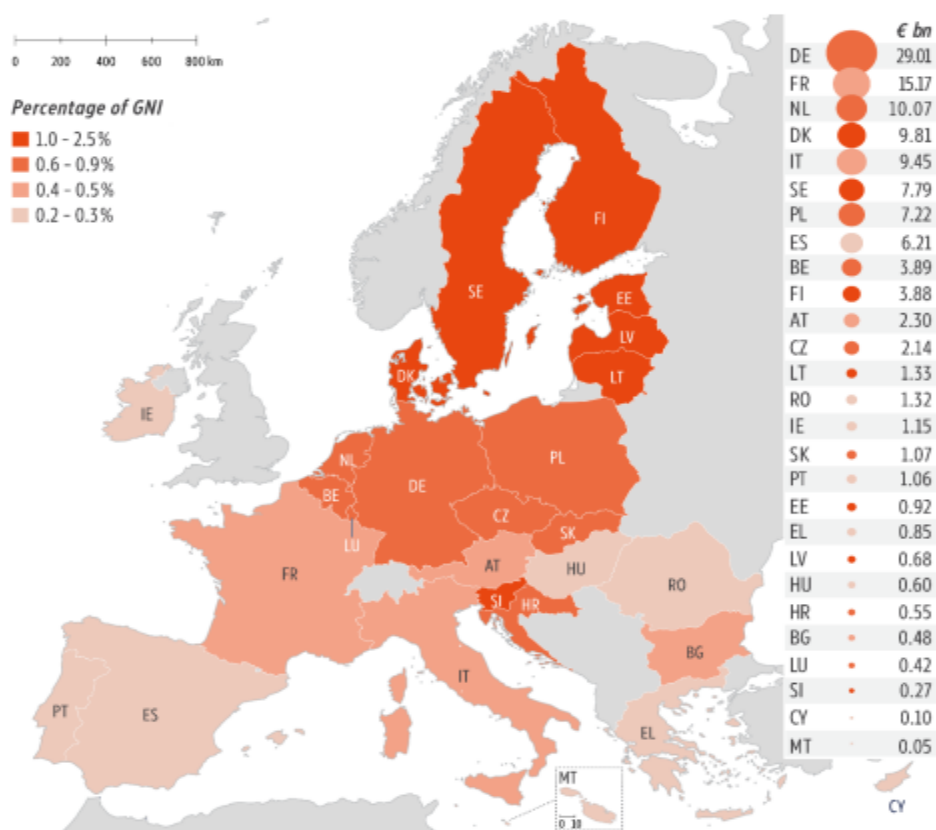 0 200 400 600 800 km
Percentage of GNI
1.0 – 2.5%
0.6 – 0.9%
0.4 – 0.5%
0.2 – 0.3%
€ bn
DE 29.01
FR 15.17
NL 10.07
DK 9.81
IT 9.45
SE 7.79
PL 7.22
ES 6.21
BE 3.89
FI 3.88
AT 2.30
CZ 2.14
LT 1.33
RO 1.32
IE 1.15
SK 1.07
PT 1.06
EE 0.92
EL 0.85
LV 0.68
HU 0.60
HR 0.55
BG 0.48
LU 0.42
SI 0.27
CY 0.10
MT 0.05
FI
SE
EE
LV
LT
DK
IE
NL
PL
DE
BE
CZ
LU
SK
FR
AT
HU
RO
SI
HR
BG
IT
PT
ES
EL
MT
0 10
CY